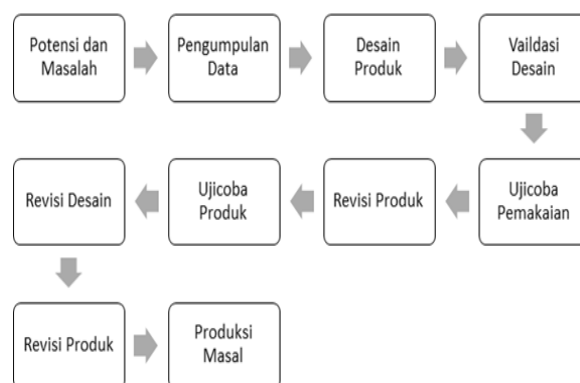 Potensi dan
Masalah
Pengumpulan
Data
Desain
Produk
Vaildasi
Desain
Ujicoba
Pemakaian
Revisi Produk
Ujicoba
Produk
Revisi Desain
Revisi Produk
Produksi
Masal